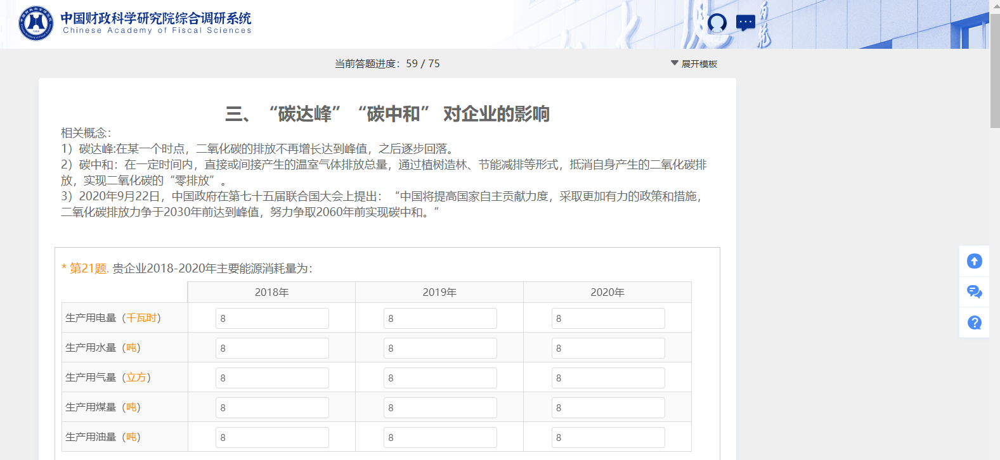 中国财政科学研究院综合调研系统
Chinese Academy of Fiscal Sciences
当前答题进度：59 / 75
展开模板
三、“碳达峰”“碳中和” 对企业的影响
相关概念：
1）碳达峰:在某一个时点，二氧化碳的排放不再增长达到峰值，之后逐步回落。
2）碳中和：在一定时间内，直接或间接产生的温室气体排放总量，通过植树造林、节能减排等形式，抵消自身产生的二氧化碳排
放，实现二氧化碳的“零排放”。
3）2020年9月22日，中国政府在第七十五届联合国大会上提出：“中国将提高国家自主贡献力度，采取更加有力的政策和措施，
二氧化碳排放力争于2030年前达到峰值，努力争取2060年前实现碳中和。”
* 第21题. 贵企业2018-2020年主要能源消耗量为：
2018年 2019年 2020年
生产用电量（千瓦时） 8 8 8
生产用水量（吨） 8 8 8
生产用气量（立方） 8 8 8
生产用煤量（吨） 8 8 8
生产用油量（吨） 8 8 8